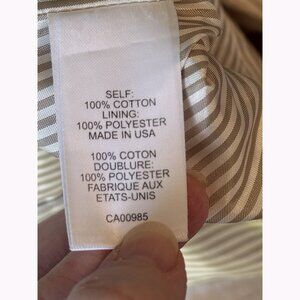 SELF:
100% COTTON
LINING:
100% POLYESTER
MADE IN USA
100% COTON
DOUBLURE:
100% POLYESTER
FABRIQUE AUX
ETATS-UNIS
CA00985